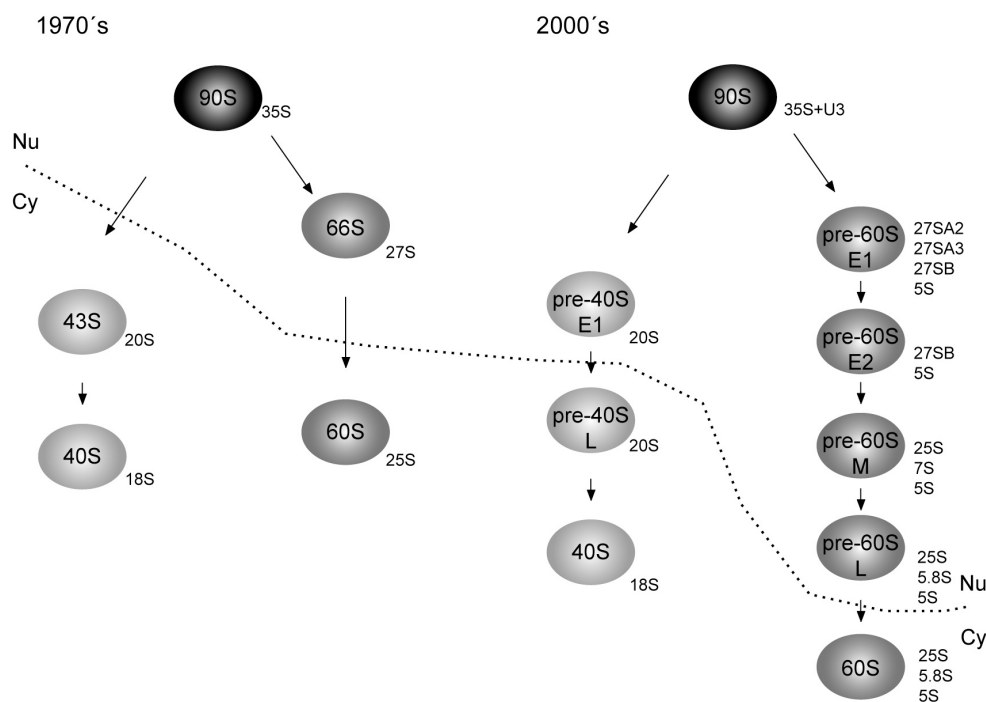 1970´s
90S
35S
Nu
Cy
66S
27S
43S
20S
40S
18S
60S
25S
2000´s
90S
35S+U3
pre-40S
E1
20S
pre-40S
L
20S
40S
18S
pre-60S
E1
27SA2
27SA3
27SB
5S
pre-60S
E2
27SB
5S
pre-60S
M
25S
7S
5S
pre-60S
L
25S
5.8S
5S
Nu
Cy
60S
25S
5.8S
5S